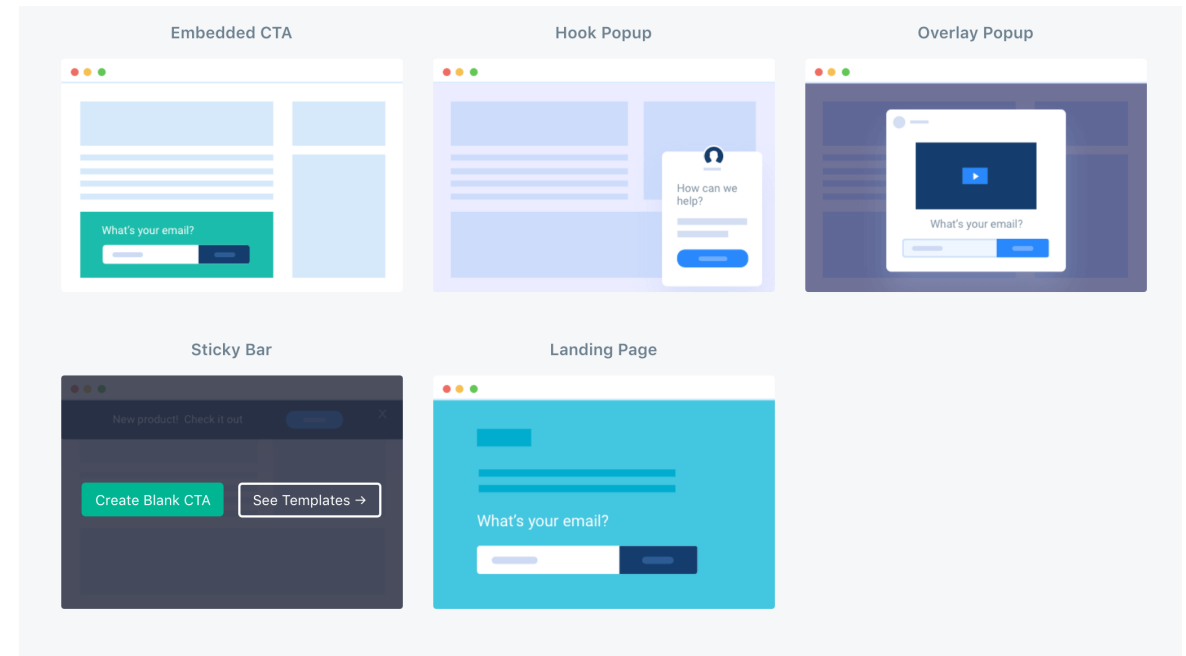 Embedded CTA
Hook Popup
Overlay Popup
What's your email?
How can we
help?
What's your email?
Sticky Bar
Landing Page
New product! Check it out
X
Create Blank CTA
See Templates →
What's your email?